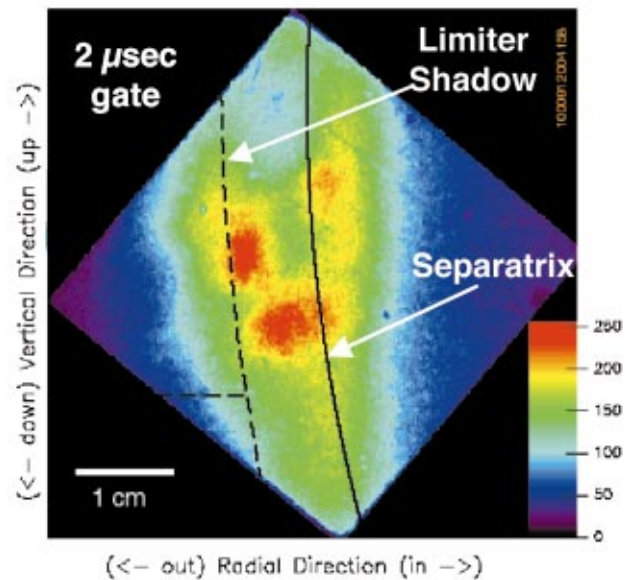 2 µsec
gate
Limiter
Shadow
Separatrix
250
200
150
100
50
0
1 cm
(<- down) Vertical Direction (up ->)
(<- out) Radial Direction (in ->)